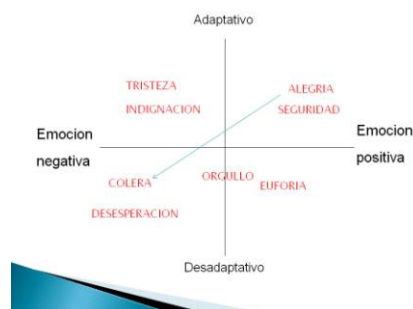 Adaptativo
TRISTEZA
ALEGRIA
INDIGNACION
SEGURIDAD
Emocion
negativa
Emocion
positiva
COLERA
ORGULLO
EUFORIA
DESESPERACION
Desadaptativo